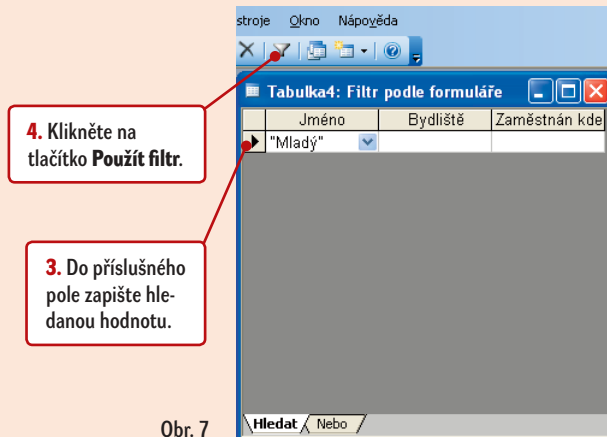 stroje Okno Nápověda
Tabulka4: Filtr podle formuláře
Jméno Bydliště Zaměstnán kde
"Mladý"
4. Klikněte na
tlačítko Použít filtr.
3. Do příslušného
pole zapište hle-
danou hodnotu.
Hledat Nebo
Obr. 7